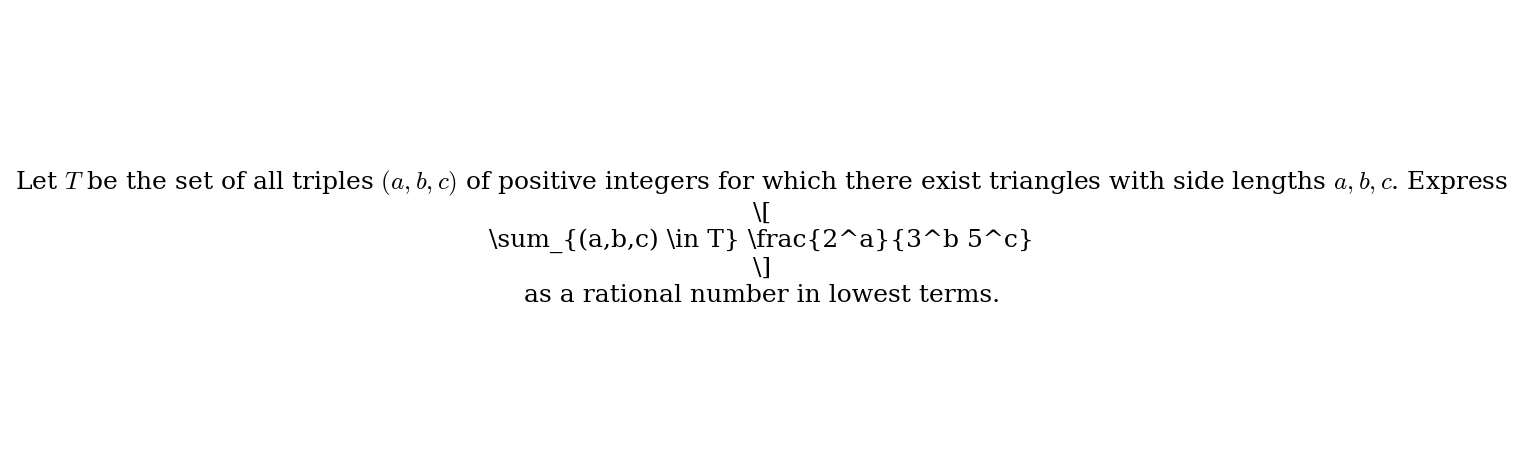 Let T be the set of all triples (a, b, c) of positive integers for which there exist triangles with side lengths a, b, c. Express
\[
\sum_{(a,b,c) \in T} \frac{2^a}{3^b 5^c}
\]
as a rational number in lowest terms.